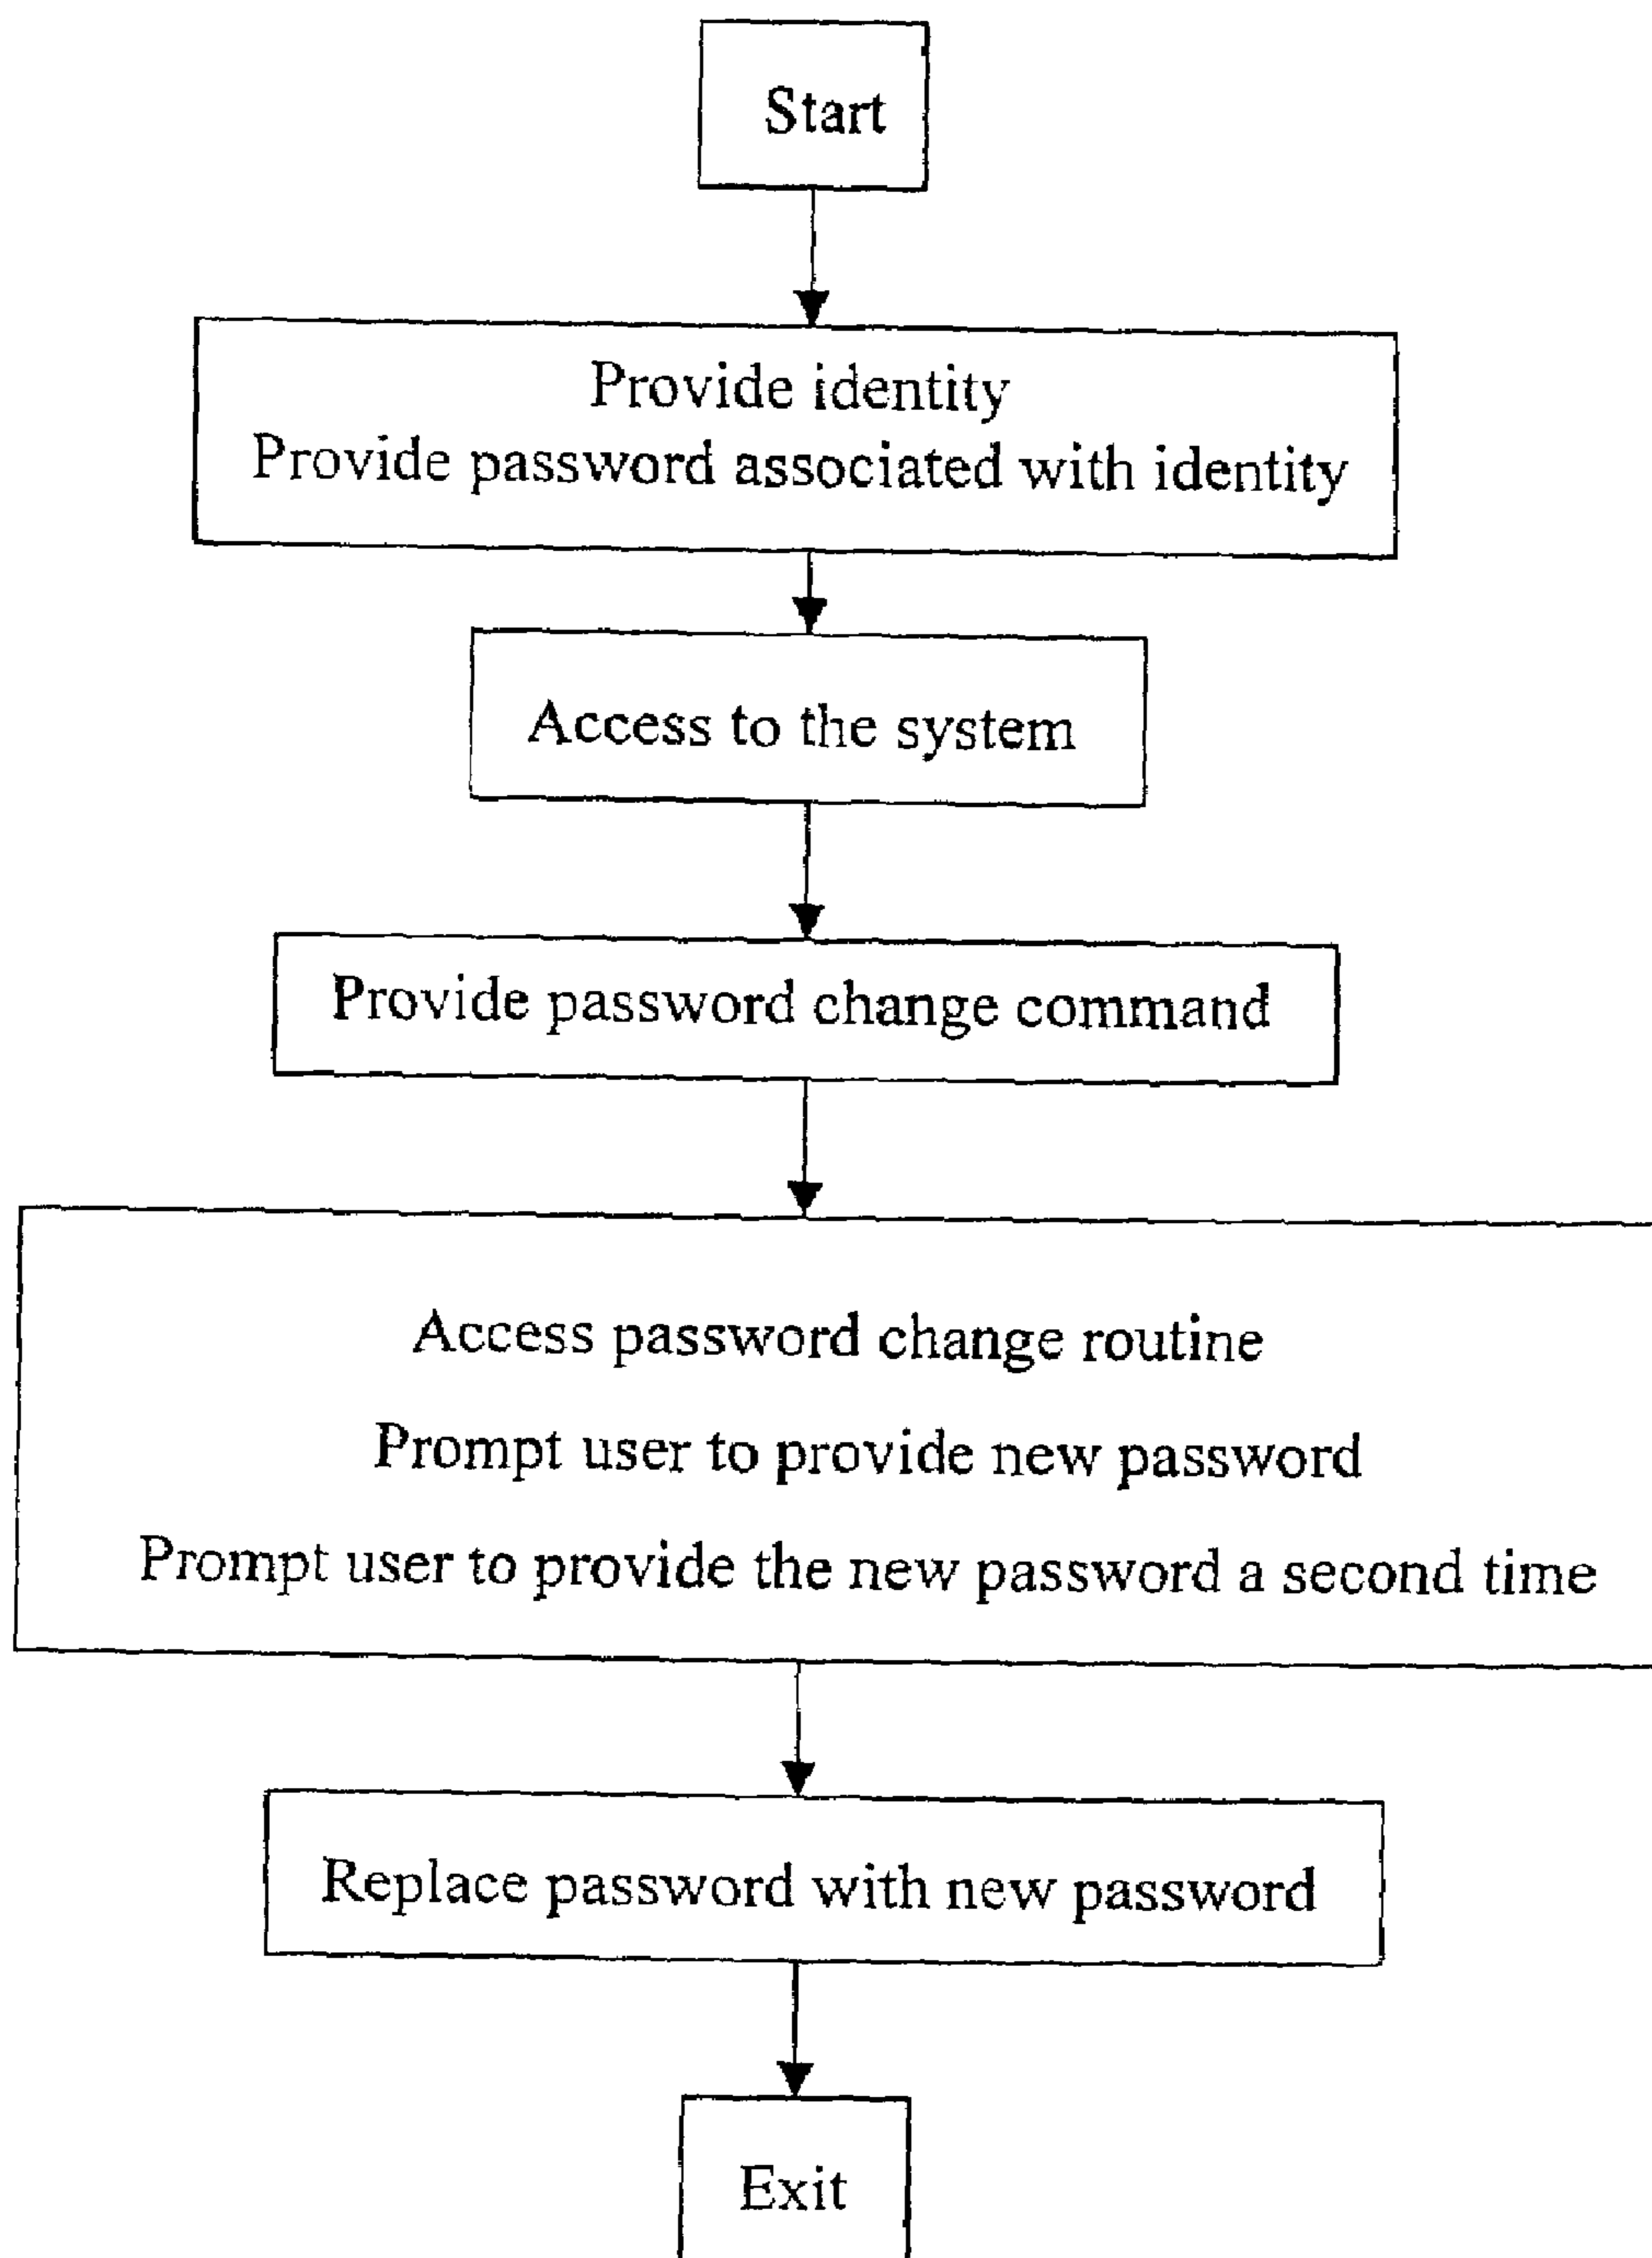 Start
Provide identity
Provide password associated with identity
Access to the system
Provide password change command
Access password change routine
Prompt user to provide new password
Prompt user to provide the new password a second time
Replace password with new password
Exit